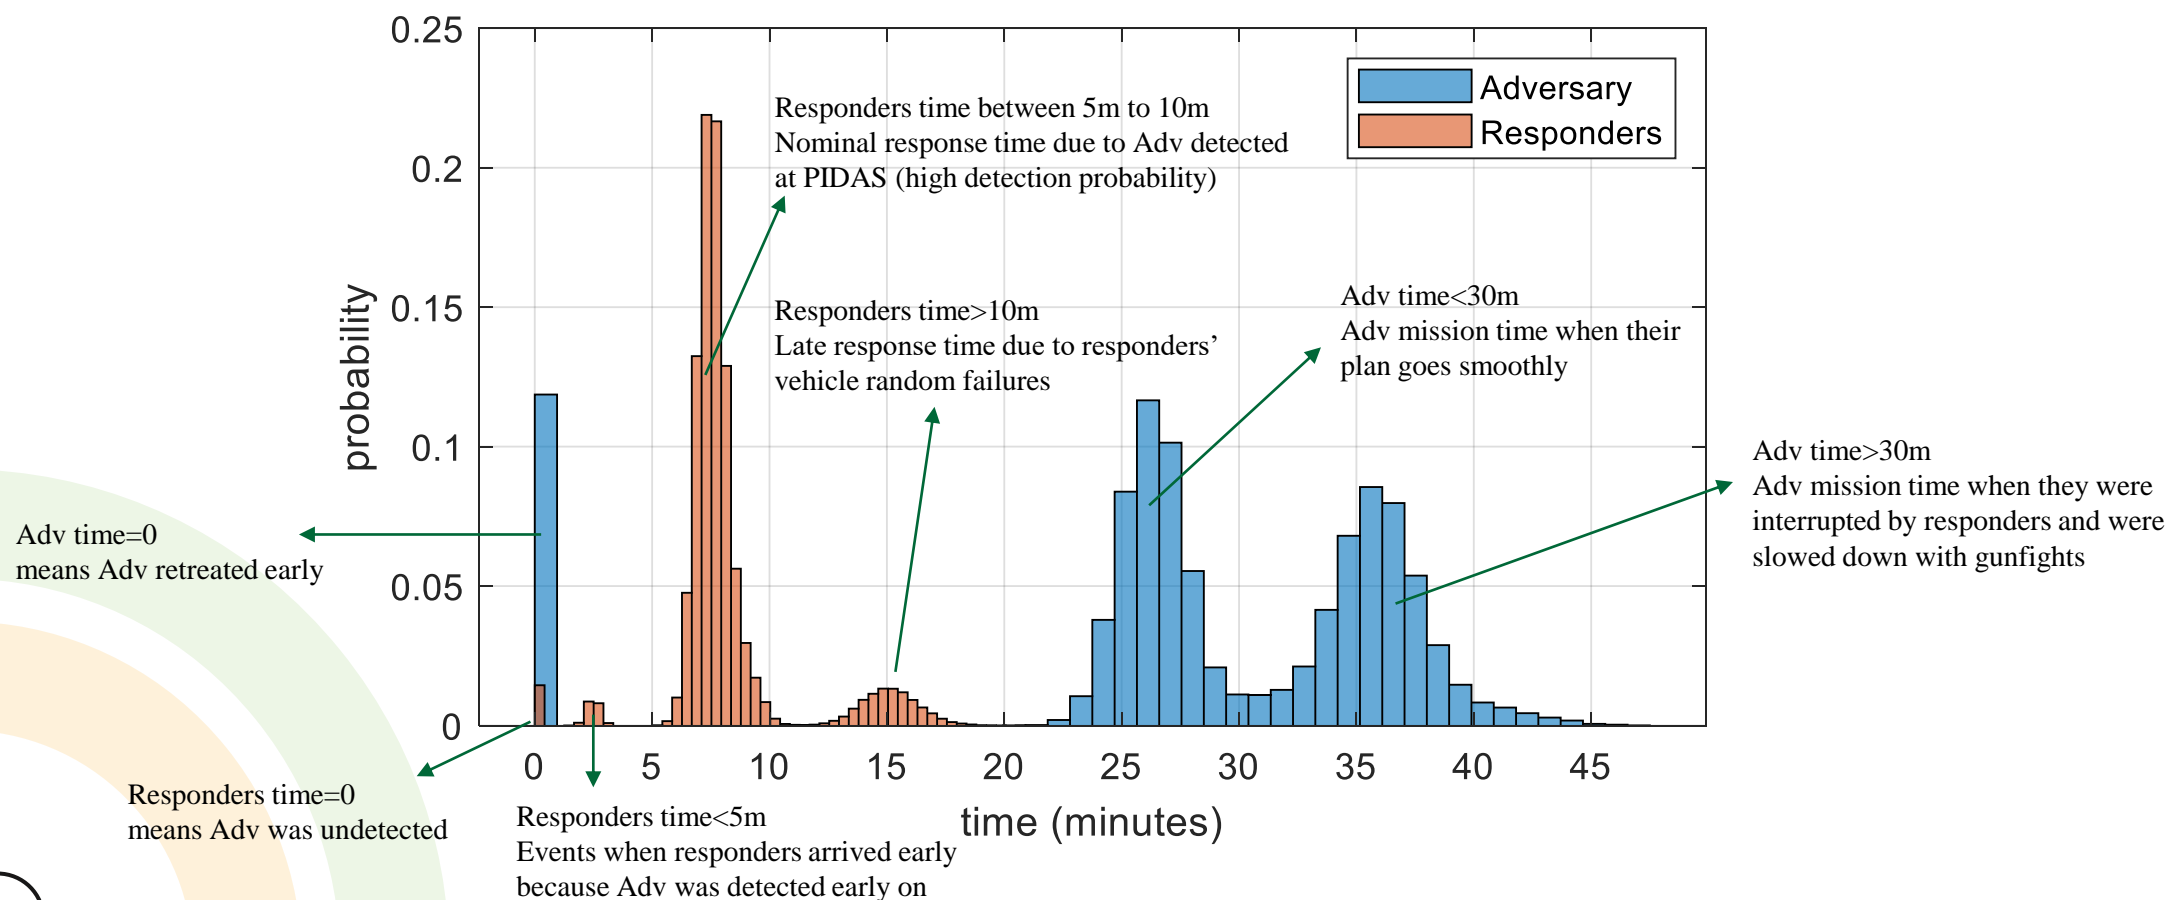 0.25
0.2
0.15
0.1
0.05
0
probability
0
5
10
15
20
25
30
35
40
45
time (minutes)
Adversary
Responders
Responders time between 5m to 10m
Nominal response time due to Adv detected
at PIDAS (high detection probability)
Responders time>10m
Late response time due to responders’
vehicle random failures
Adv time<30m
Adv mission time when their
plan goes smoothly
Adv time>30m
Adv mission time when they were
interrupted by responders and were
slowed down with gunfights
Adv time=0
means Adv retreated early
Responders time=0
means Adv was undetected
Responders time<5m
Events when responders arrived early
because Adv was detected early on